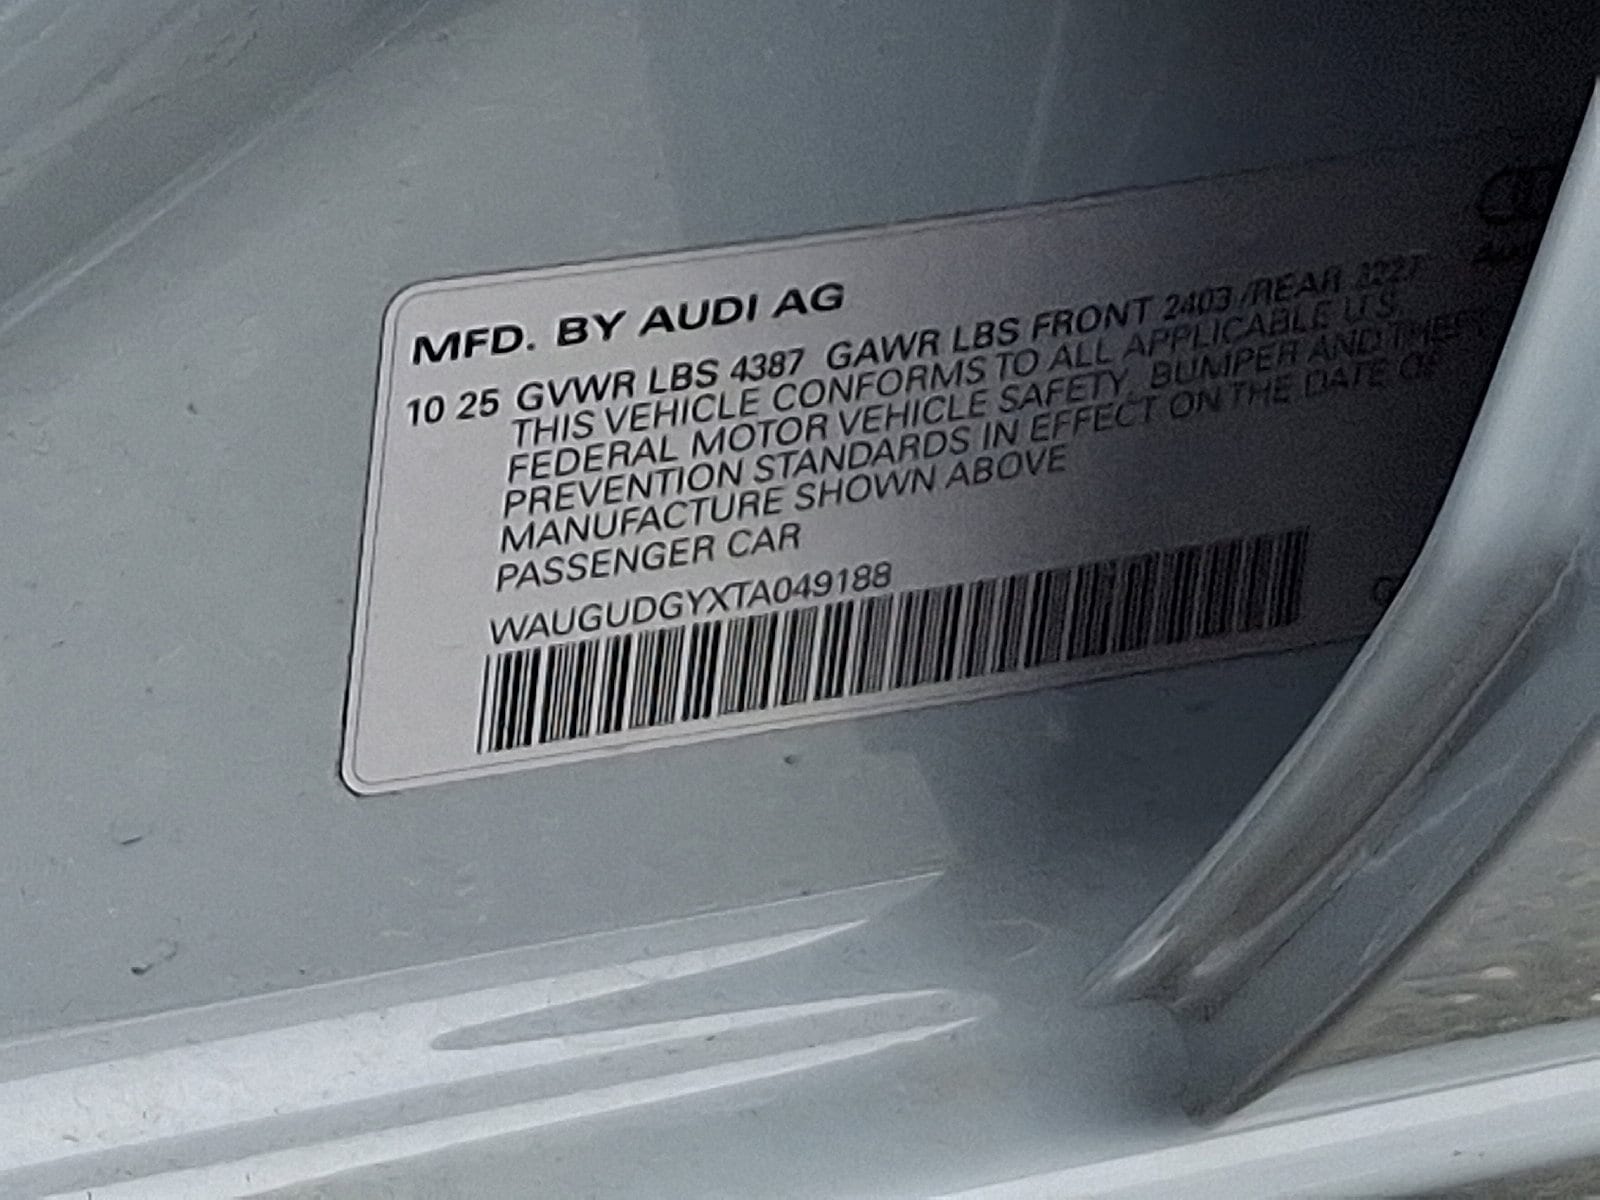 MFD. BY AUDI AG
10 25 GVWR LBS 4387 GAWR LBS FRONT 2403/REAR
THIS VEHICLE CONFORMS TO ALL APPLICABLE U.S.
FEDERAL MOTOR VEHICLE SAFETY, BUMPER AND THEFT
PREVENTION STANDARDS IN EFFECT ON THE DATE OF
MANUFACTURE SHOWN ABOVE
PASSENGER CAR
WAUGUDGYXTA049188